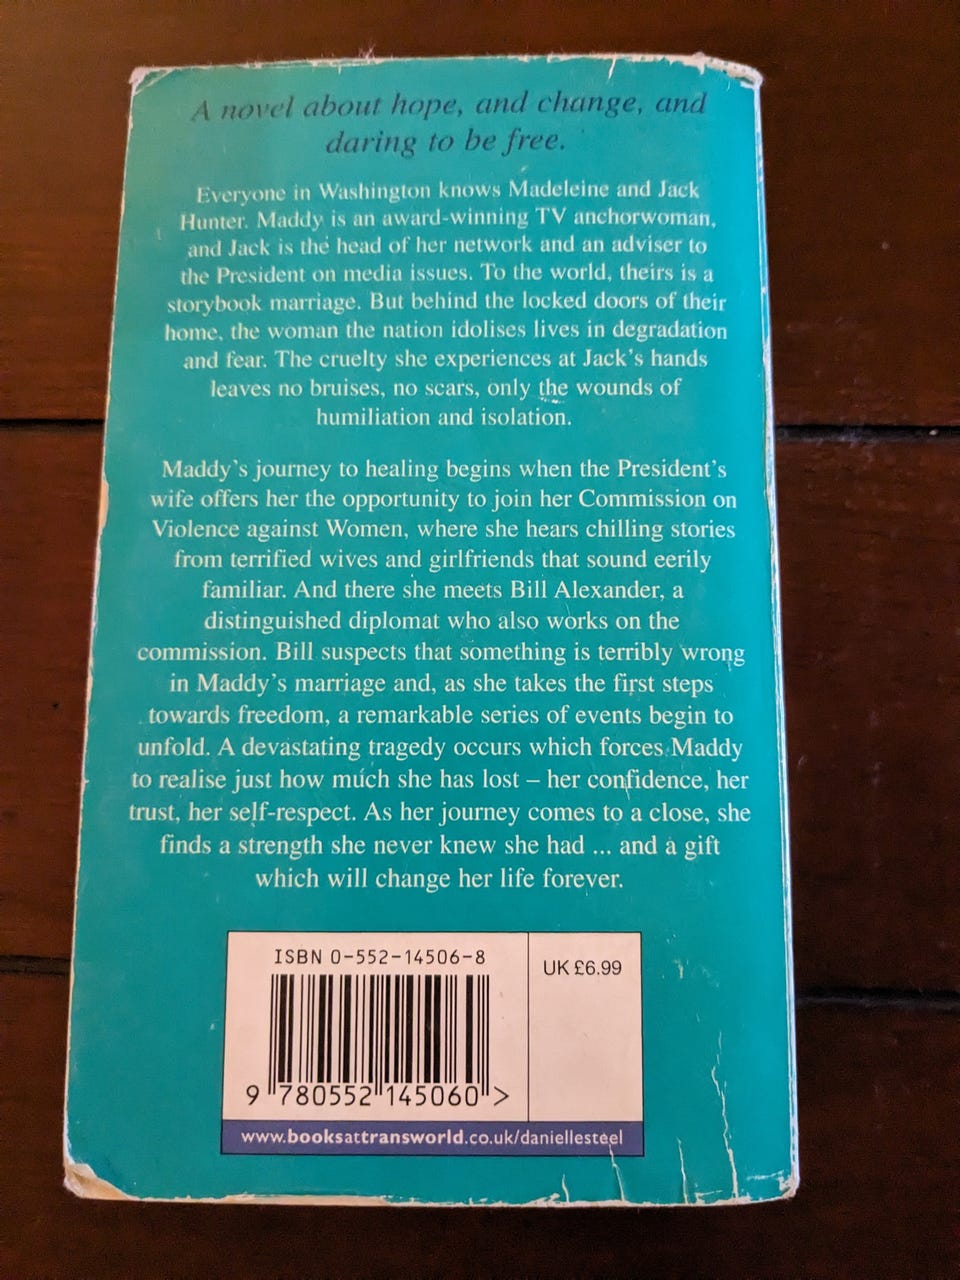 A novel about hope, and change, and
daring to be free.
Everyone in Washington knows Madeleine and Jack
Hunter. Maddy is an award-winning TV anchorwoman,
and Jack is the head of her network and an adviser to
the President on media issues. To the world, theirs is a
storybook marriage. But behind the locked doors of their
home, the woman the nation idolises lives in degradation
and fear. The cruelty she experiences at Jack's hands
leaves no bruises, no scars, only the wounds of
humiliation and isolation.
Maddy's journey to healing begins when the President's
wife offers her the opportunity to join her Commission on
Violence against Women, where she hears chilling stories
from terrified wives and girlfriends that sound eerily
familiar. And there she meets Bill Alexander, a
distinguished diplomat who also works on the
commission. Bill suspects that something is terribly wrong
in Maddy's marriage and, as she takes the first steps
towards freedom, a remarkable series of events begin to
unfold. A devastating tragedy occurs which forces Maddy
to realise just how much she has lost – her confidence, her
trust, her self-respect. As her journey comes to a close, she
finds a strength she never knew she had ... and a gift
which will change her life forever.
ISBN 0-552-14506-8
UK £6.99
9 780552 145060 >
www.booksattransworld.co.uk/daniellesteel